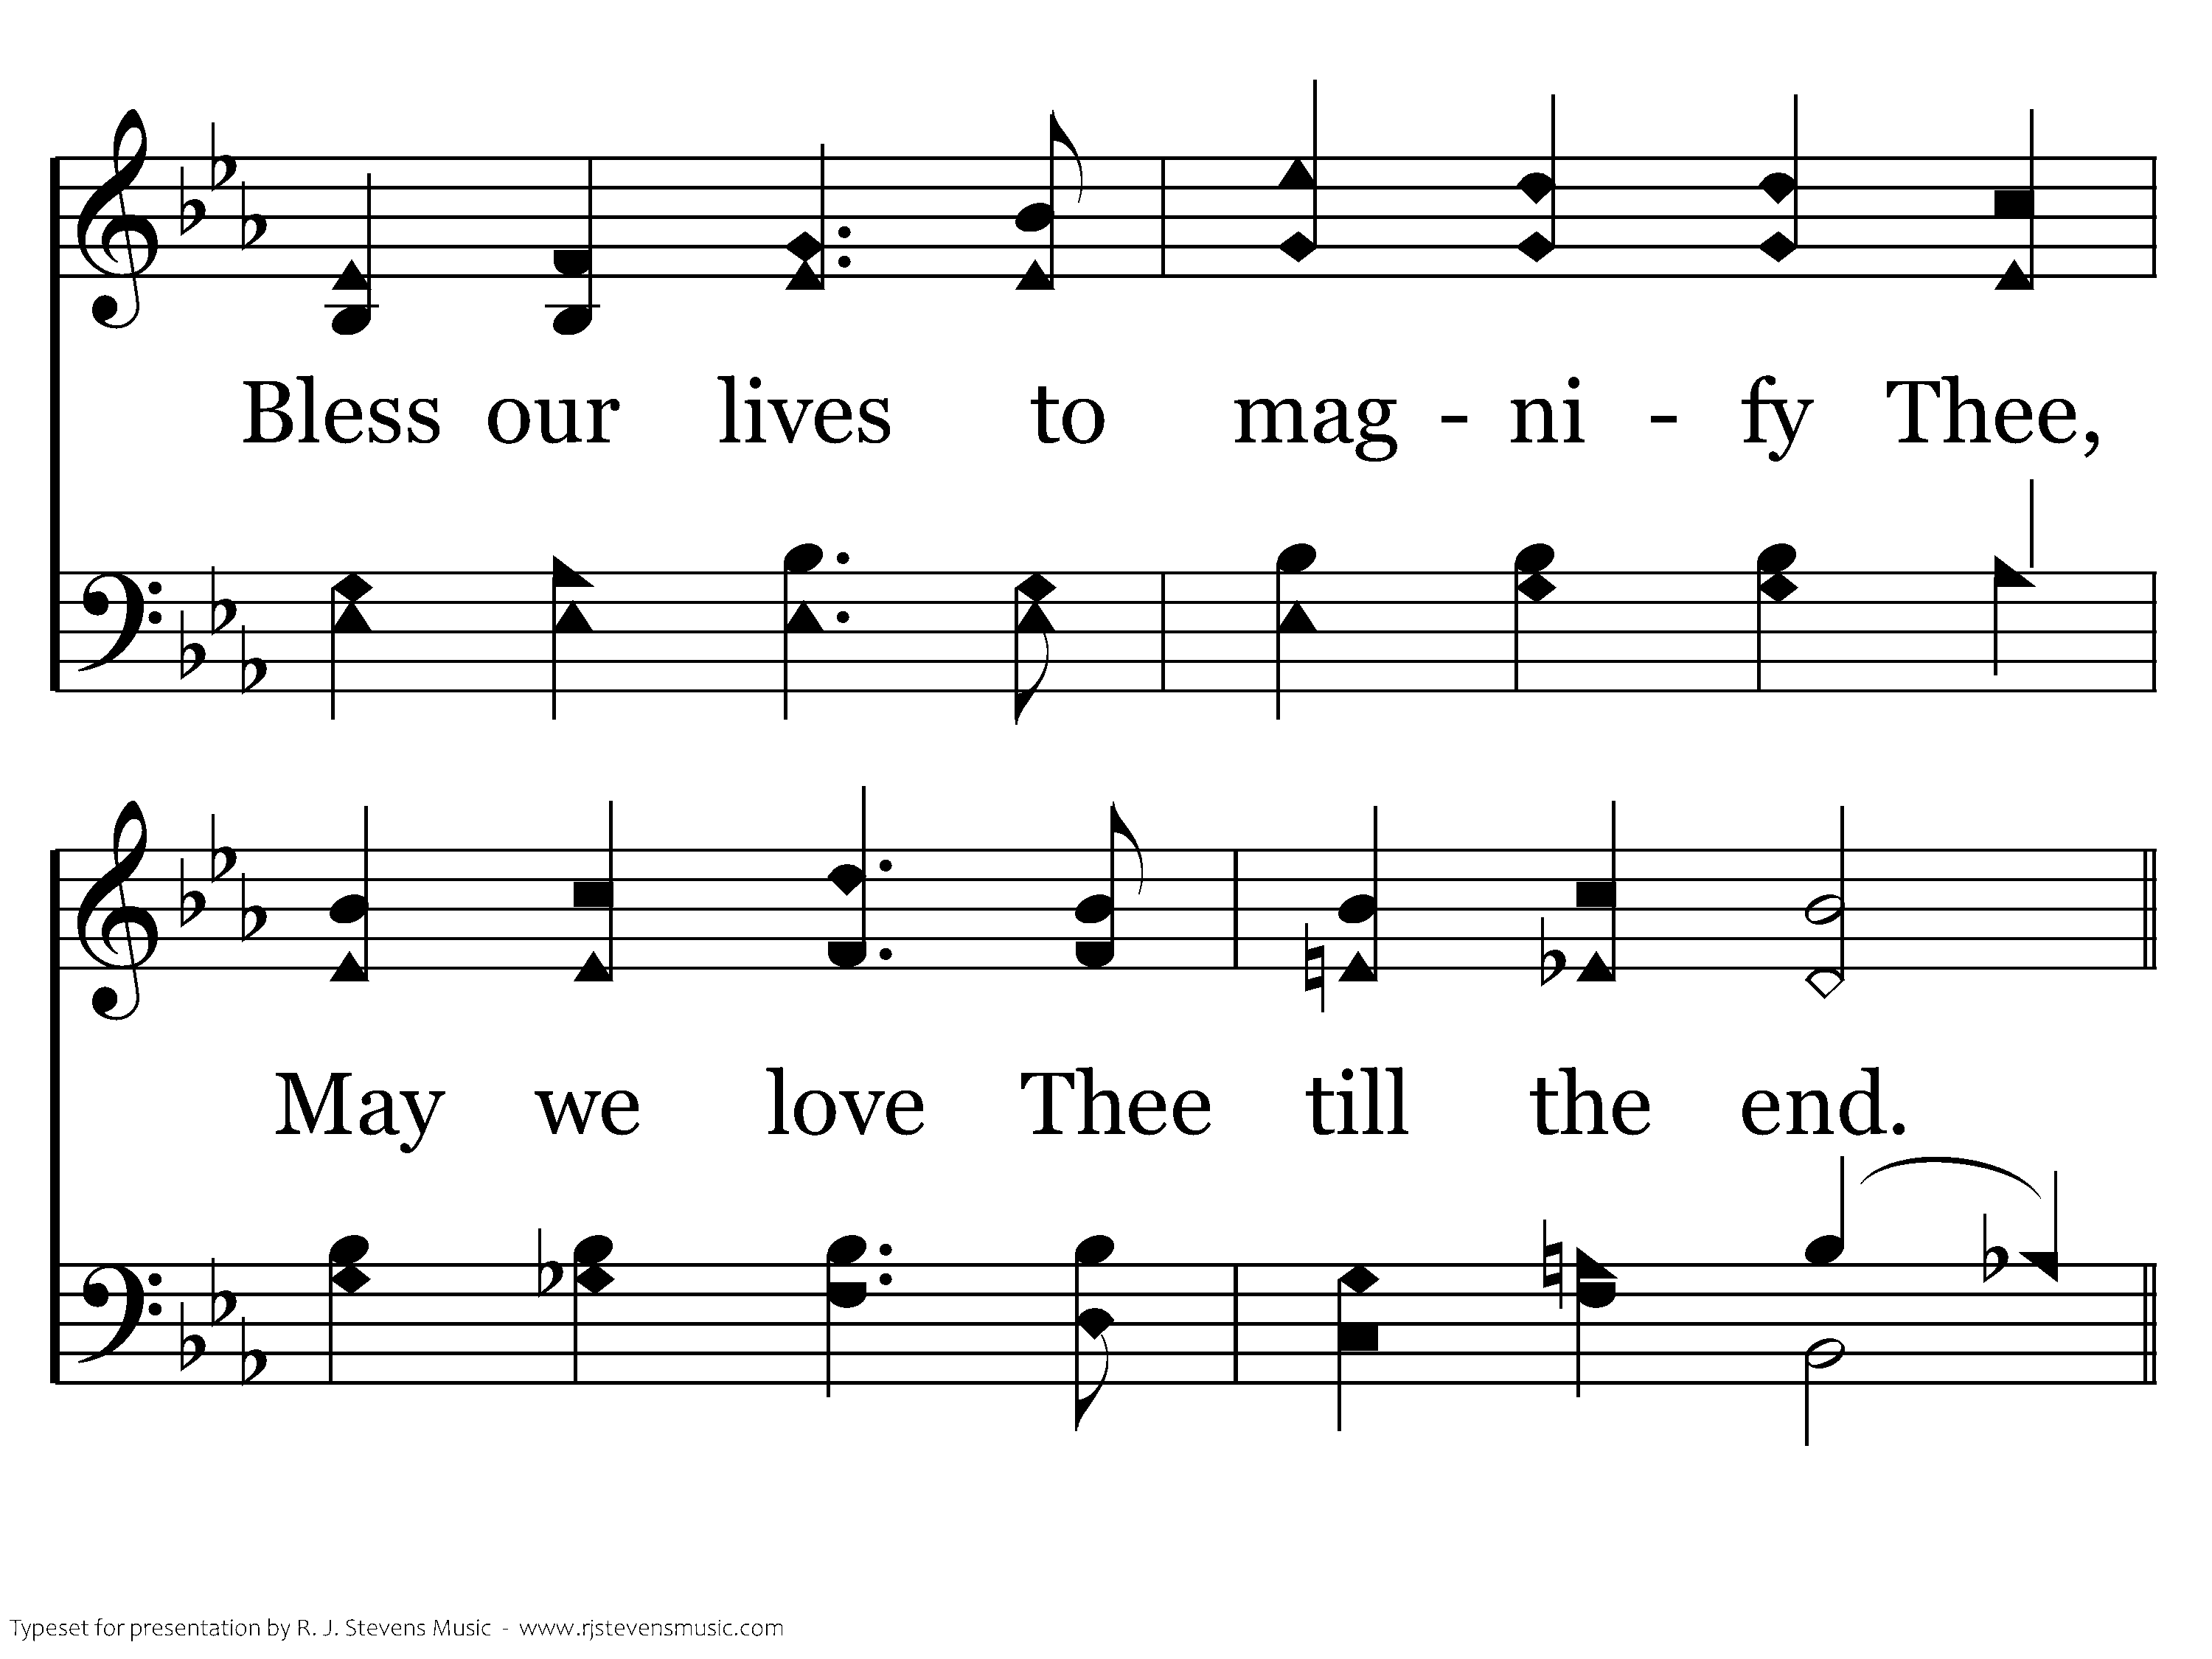 Bless our lives to mag - ni - fy Thee,
May we love Thee till the end.
Typeset for presentation by R. J. Stevens Music - www.rjstevensmusic.com